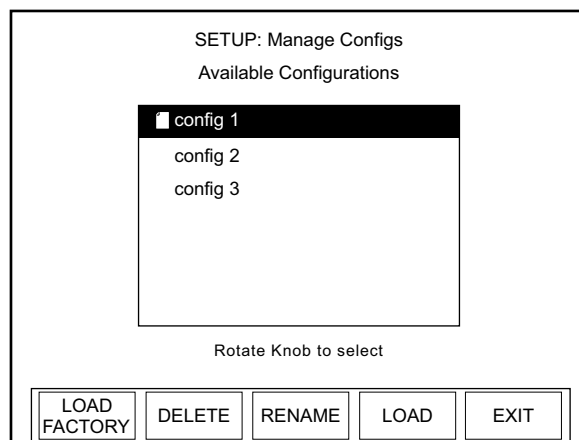 SETUP: Manage Configs
Available Configurations
config 1
config 2
config 3
Rotate Knob to select
LOAD
FACTORY
DELETE
RENAME
LOAD
EXIT